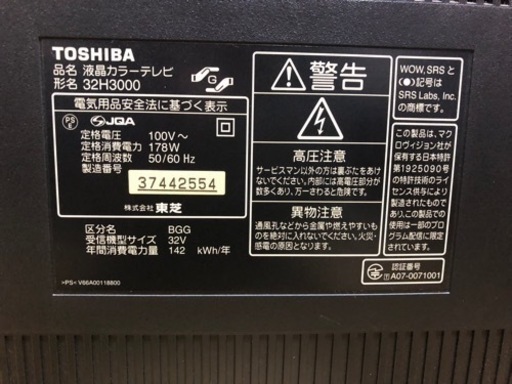 TOSHIBA
品名 液晶カラーテレビ
形名 32H3000
電気用品安全法に基づく表示
PS E JQA
定格電圧 100V～
定格消費電力 178W
定格周波数 50/60 Hz
製造番号
37442554
株式会社 東芝
区分名 BGG
受信機型サイズ 32V
年間消費電力量 142 kWh/年
>PS< V66A00118800
G
警告
高圧注意
サービスマン以外の方は裏ぶたをあけ
ないでください。内部には高電圧部分が
数多くあり、万一さわると危険です。
異物注意
通風孔などから金属や燃えやすいもの
などを入れないでください。火災・
感電の恐れがあります。
WOW, SRS と
(●)記号は
SRS Labs, Inc.
の商標です。
この製品は、マク
ロヴィジョン社が
保有する日本特許
第1925090号
の特許技術のライ
センス供与により
製造されたもので
あり、この技術の
使用は一部のプロ
グラム配信に限定
されています。
認証番号
T A07-0071001